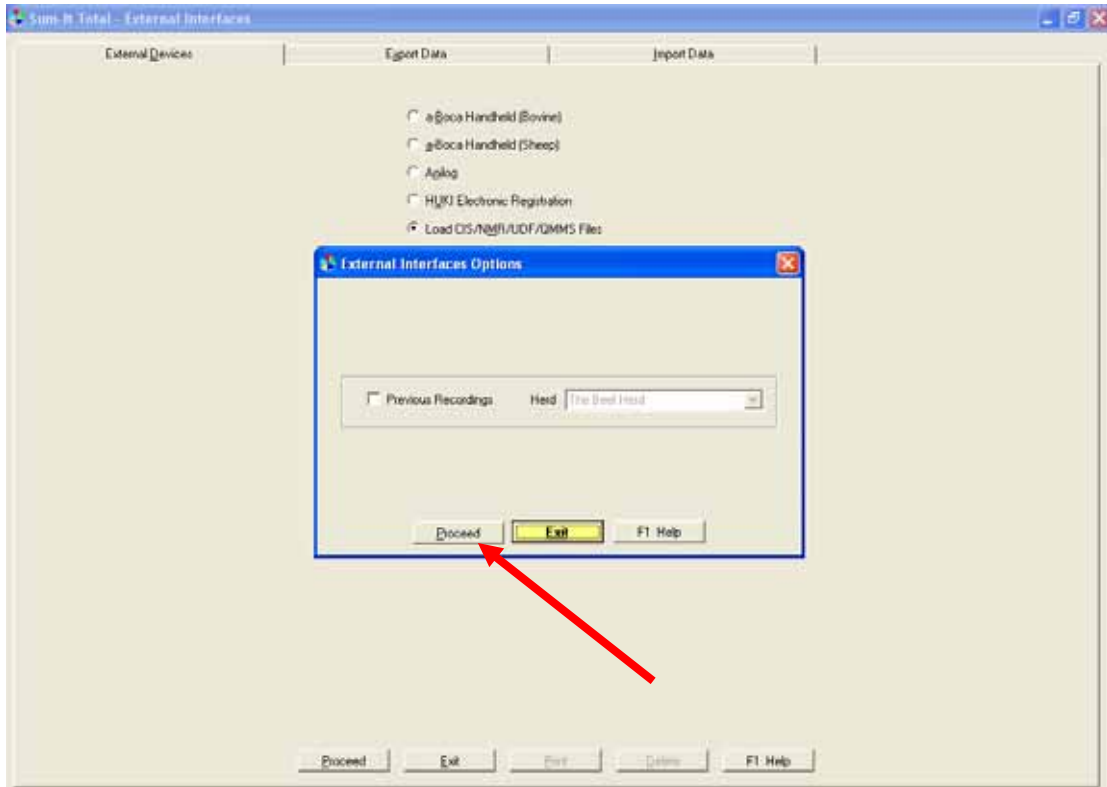 Sum-It Total - External Interfaces
External Devices Export Data Import Data
e-Boca Handheld (Bovine)
e-Boca Handheld (Sheep)
Agilog
HUKI Electronic Registration
Load CIS/NMR/UDF/QMMS Files
External Interfaces Options
Previous Recordings Herd The Beef Herd
Proceed Exit F1 Help
Proceed Exit Print Delete F1 Help